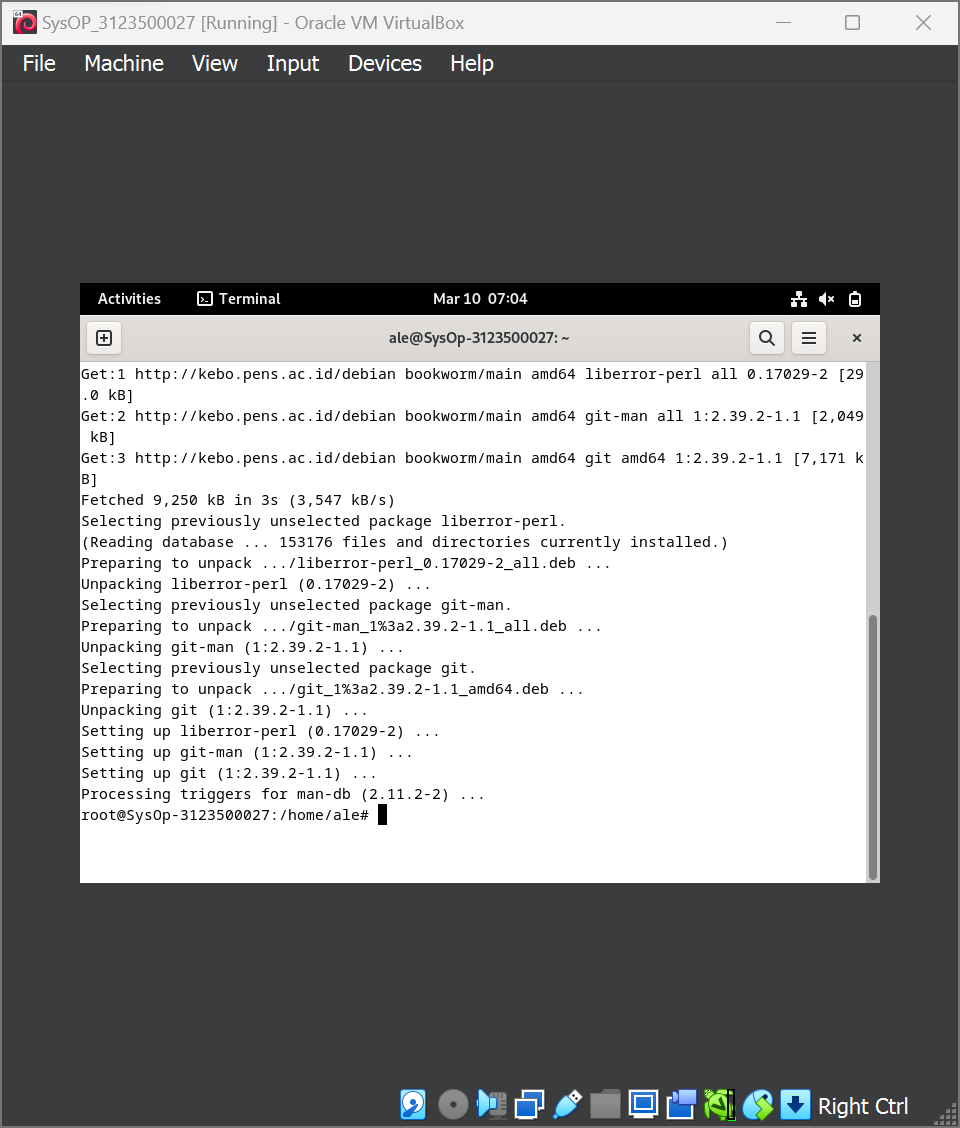 64
SysOP_3123500027 [Running] - Oracle VM VirtualBox
File Machine View Input Devices Help
Activities Terminal Mar 10 07:04
ale@SysOp-3123500027: ~
Get:1 http://kebo.pens.ac.id/debian bookworm/main amd64 liberror-perl all 0.17029-2 [29
.0 kB]
Get:2 http://kebo.pens.ac.id/debian bookworm/main amd64 git-man all 1:2.39.2-1.1 [2,049
 kB]
Get:3 http://kebo.pens.ac.id/debian bookworm/main amd64 git amd64 1:2.39.2-1.1 [7,171 k
B]
Fetched 9,250 kB in 3s (3,547 kB/s)
Selecting previously unselected package liberror-perl.
(Reading database ... 153176 files and directories currently installed.)
Preparing to unpack .../liberror-perl_0.17029-2_all.deb ...
Unpacking liberror-perl (0.17029-2) ...
Selecting previously unselected package git-man.
Preparing to unpack .../git-man_1%3a2.39.2-1.1_all.deb ...
Unpacking git-man (1:2.39.2-1.1) ...
Selecting previously unselected package git.
Preparing to unpack .../git_1%3a2.39.2-1.1_amd64.deb ...
Unpacking git (1:2.39.2-1.1) ...
Setting up liberror-perl (0.17029-2) ...
Setting up git-man (1:2.39.2-1.1) ...
Setting up git (1:2.39.2-1.1) ...
Processing triggers for man-db (2.11.2-2) ...
root@SysOp-3123500027:/home/ale#
Right Ctrl